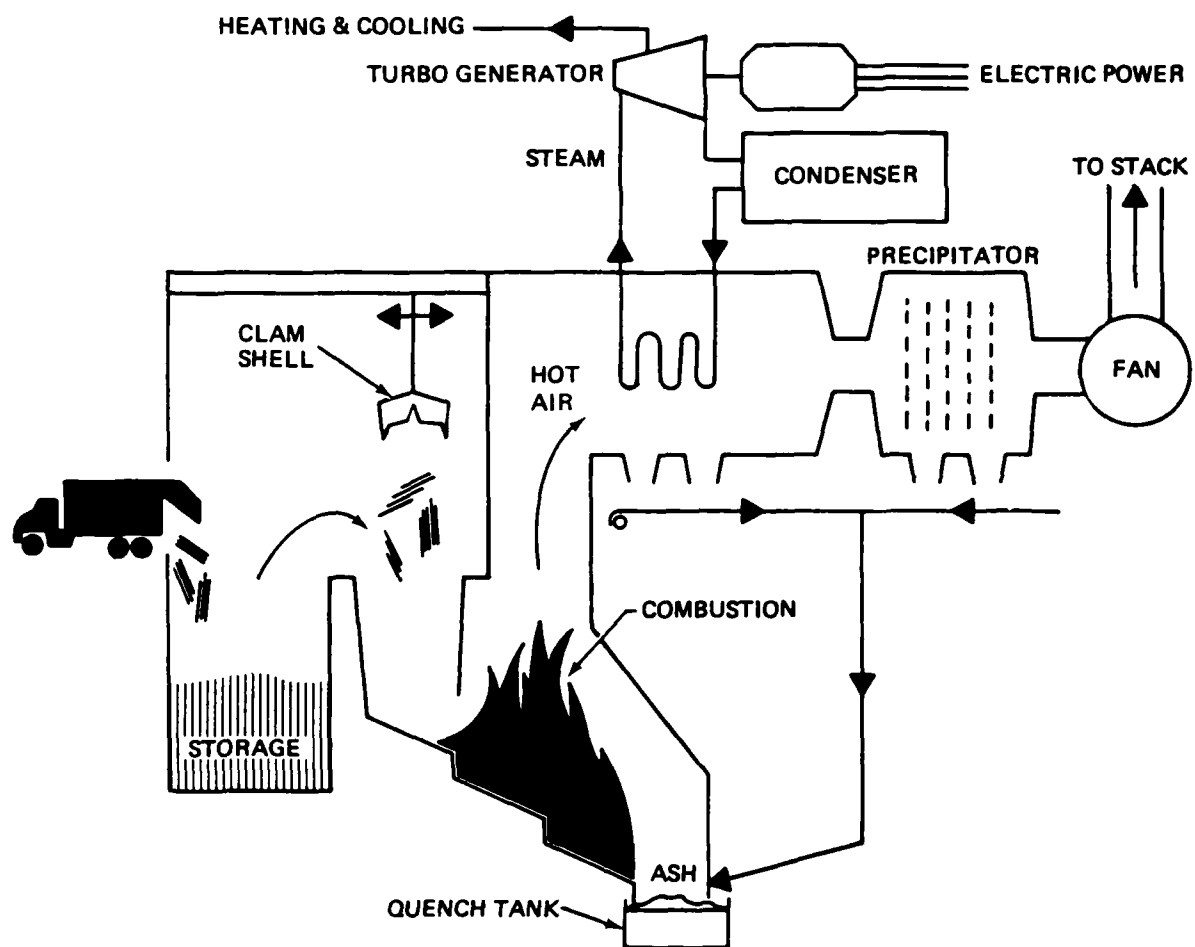 HEATING & COOLING
TURBO GENERATOR
ELECTRIC POWER
STEAM
CONDENSER
TO STACK
PRECIPITATOR
CLAM
SHELL
HOT
AIR
FAN
COMBUSTION
STORAGE
ASH
QUENCH TANK